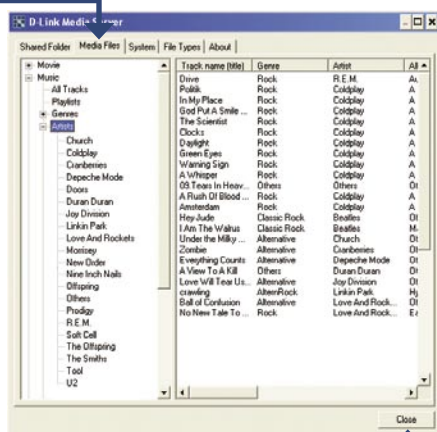 D-Link Media Server
Shared Folder Media Files System File Types About
Movie
Music
All Tracks
Playlists
Genres
Artists
Church
Coldplay
Cranberries
Depeche Mode
Doors
Duran Duran
Joy Division
Linkin Park
Love And Rockets
Morrisey
New Order
Nine Inch Nails
Offspring
Others
Prodigy
R.E.M.
Soft Cell
The Offspring
The Smiths
Tool
U2
Track name (title) Genre Artist
Drive Rock R.E.M.
Politik Rock Coldplay A
In My Place Rock Coldplay A
God Put A Smile ... Rock Coldplay A
The Scientist Rock Coldplay A
Clocks Rock Coldplay A
Daylight Rock Coldplay A
Green Eyes Rock Coldplay A
Warning Sign Rock Coldplay A
A Whisper Rock Coldplay A
09.Tears In Heav... Others Others
A Rush Of Blood ... Rock Coldplay A
Amsterdam Rock Coldplay A
Hey Jude Classic Rock Beatles
I Am The Walrus Classic Rock Beatles
Under the Milky ... Alternative Church
Zombie Alternative Cranberries
Everything Counts Alternative Depeche Mode
A View To A Kill Others Duran Duran
Love Will Tear Us... Alternative Joy Division
crawling AlternRock Linkin Park
Ball of Confusion Alternative Love And Rock...
No New Tale To ... Rock Love And Rock...
Close